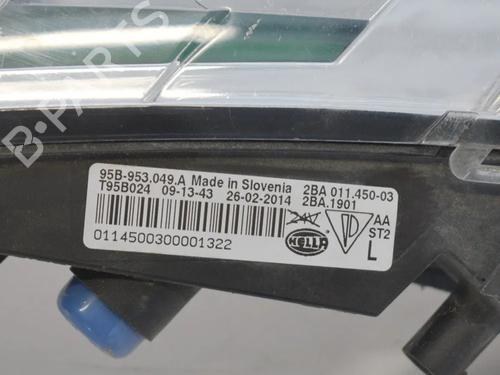 B-PARTS
95B-953.049.A Made in Slovenia 2BA 011.450-03
T95B024 09-13-43 26-02-2014 2BA.1901
24V
AA
ST2
HELLA
L
0114500300001322